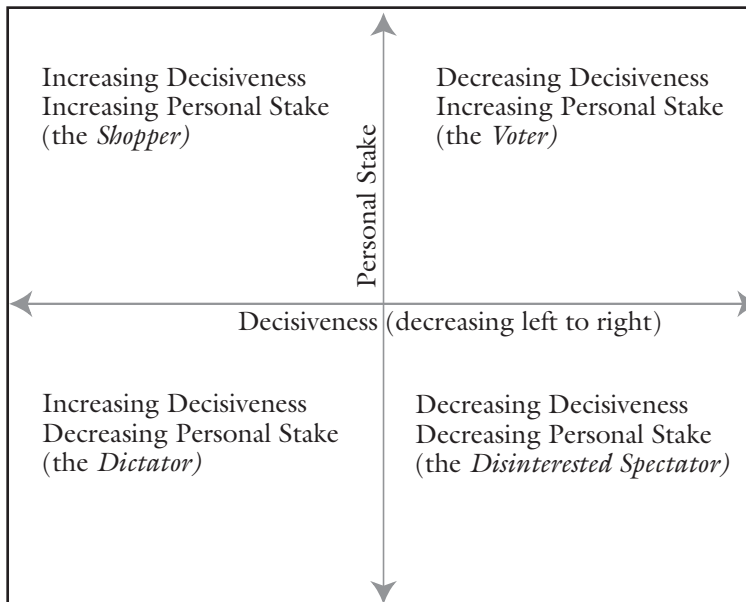 Increasing Decisiveness
Increasing Personal Stake
(the Shopper)
Decreasing Decisiveness
Increasing Personal Stake
(the Voter)
Personal Stake
Decisiveness (decreasing left to right)
Increasing Decisiveness
Decreasing Personal Stake
(the Dictator)
Decreasing Decisiveness
Decreasing Personal Stake
(the Disinterested Spectator)